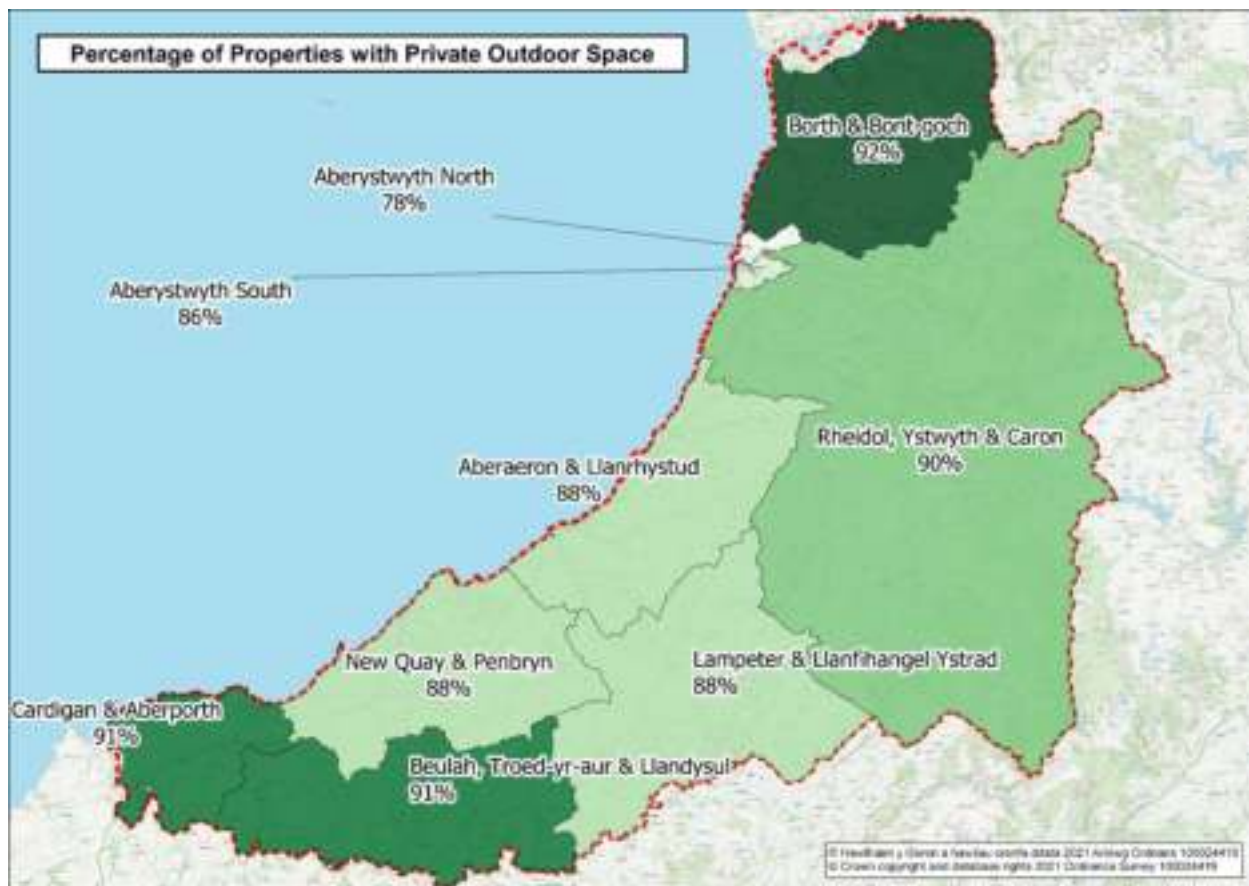 Percentage of Properties with Private Outdoor Space
Borth & Bont-goch
92%
Aberystwyth North
78%
Aberystwyth South
86%
Rheidol, Ystwyth & Caron
90%
Aberaeron & Llanrhystud
88%
New Quay & Penbryn
88%
Lampeter & Llanfihangel Ystrad
88%
Cardigan & Aberporth
91%
Beulah, Troed-yr-aur & Llandysul
91%
© Crown copyright and database rights 2021 Ordnance Survey 100024419